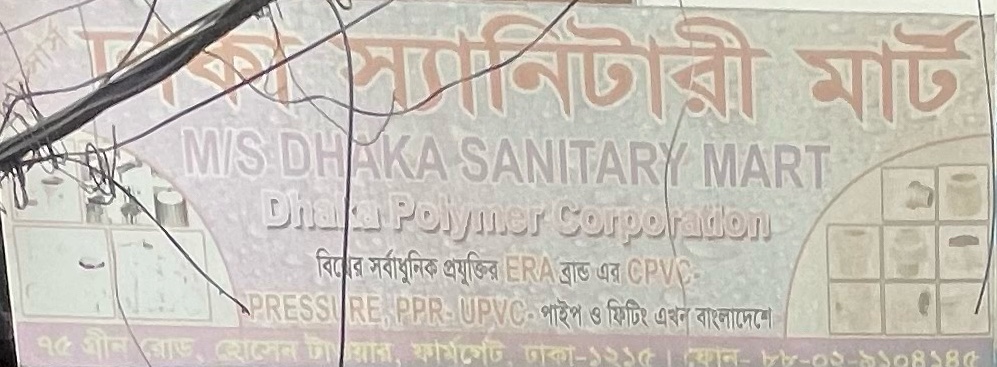 ঢাকা স্যানিটারী মার্ট
M/S DHAKA SANITARY MART
Dhaka Polymer Corporation
বিশ্বের সর্বাধুনিক প্রযুক্তির ERA ব্রান্ড এর CPVC-
PRESSURE, PPR- UPVC- পাইপ ও ফিটিং এখন বাংলাদেশে
৭৫ গ্রীন রোড, হোসেন টাওয়ার, ফার্মগেট, ঢাকা-১২১৫ । ফোন- ৮৮-০২-৯১০৪১৪৫